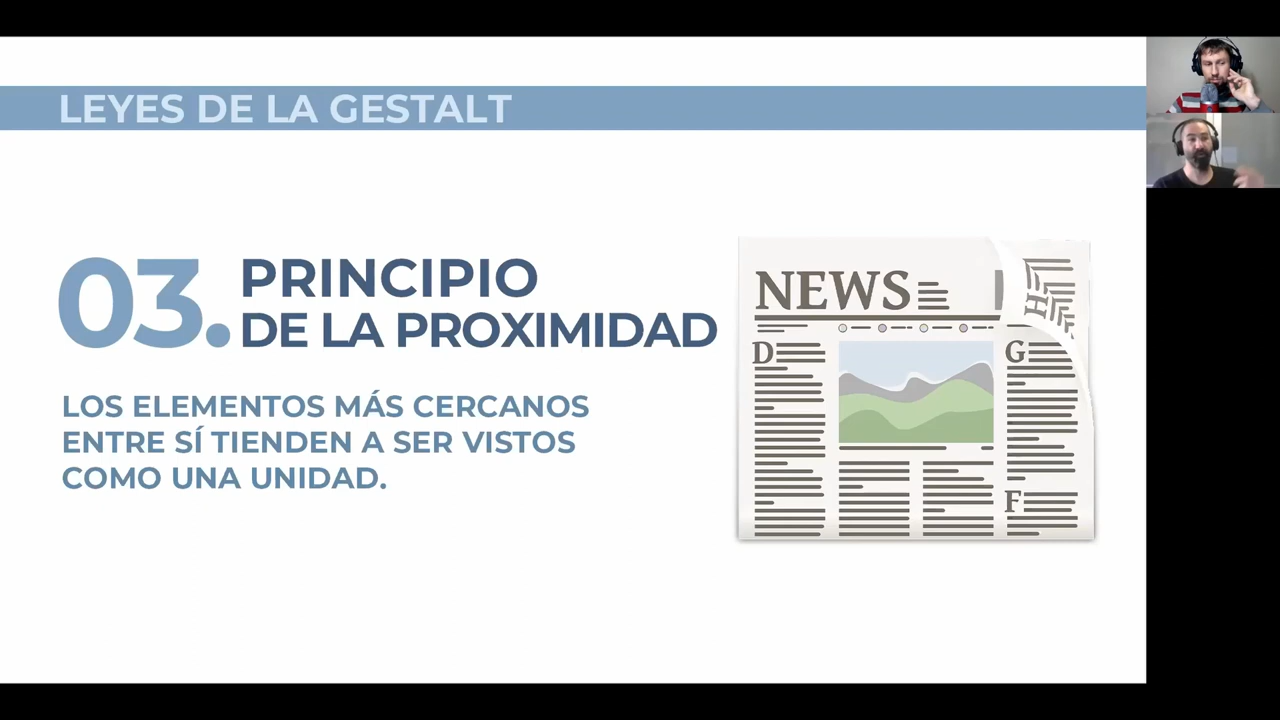 LEYES DE LA GESTALT
03. PRINCIPIO
DE LA PROXIMIDAD
LOS ELEMENTOS MÁS CERCANOS
ENTRE SÍ TIENDEN A SER VISTOS
COMO UNA UNIDAD.
NEWS
H
D
G
F